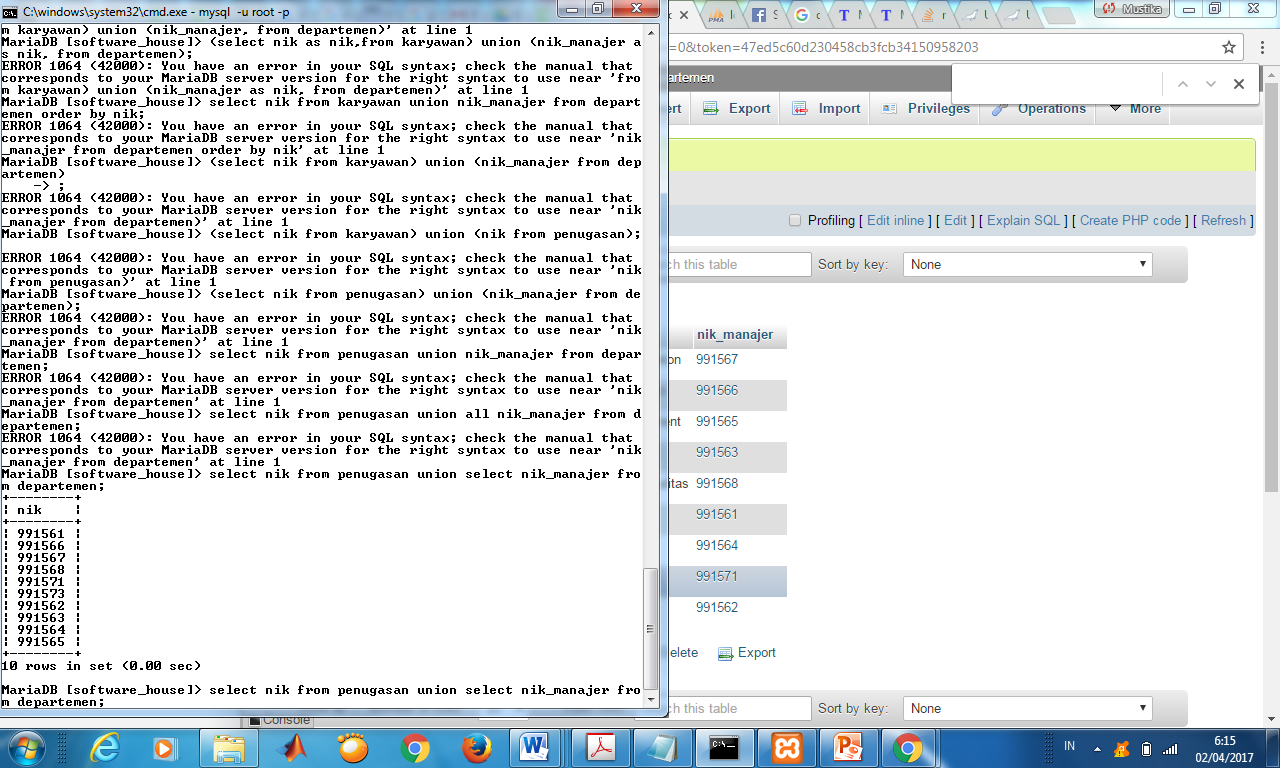 C:\windows\system32\cmd.exe - mysql -u root -p
m karyawan) union (nik_manajer, from departemen)' at line 1
MariaDB [software_house]> (select nik as nik,from karyawan) union (nik_manajer a
s nik, from departemen);
ERROR 1064 (42000): You have an error in your SQL syntax; check the manual that
corresponds to your MariaDB server version for the right syntax to use near 'fro
m karyawan) union (nik_manajer as nik, from departemen)' at line 1
MariaDB [software_house]> select nik from karyawan union nik_manajer from depart
emen order by nik;
ERROR 1064 (42000): You have an error in your SQL syntax; check the manual that
corresponds to your MariaDB server version for the right syntax to use near 'nik
_manajer from departemen order by nik' at line 1
MariaDB [software_house]> (select nik from karyawan) union (nik_manajer from dep
artemen)
-> ;
ERROR 1064 (42000): You have an error in your SQL syntax; check the manual that
corresponds to your MariaDB server version for the right syntax to use near 'nik
_manajer from departemen)' at line 1
MariaDB [software_house]> (select nik from karyawan) union (nik from penugasan);
ERROR 1064 (42000): You have an error in your SQL syntax; check the manual that
corresponds to your MariaDB server version for the right syntax to use near 'nik
from penugasan)' at line 1
MariaDB [software_house]> (select nik from penugasan) union (nik_manajer from de
partemen);
ERROR 1064 (42000): You have an error in your SQL syntax; check the manual that
corresponds to your MariaDB server version for the right syntax to use near 'nik
_manajer from departemen)' at line 1
MariaDB [software_house]> select nik from penugasan union nik_manajer from depar
temen;
ERROR 1064 (42000): You have an error in your SQL syntax; check the manual that
corresponds to your MariaDB server version for the right syntax to use near 'nik
_manajer from departemen' at line 1
MariaDB [software_house]> select nik from penugasan union all nik_manajer from d
epartemen;
ERROR 1064 (42000): You have an error in your SQL syntax; check the manual that
corresponds to your MariaDB server version for the right syntax to use near 'nik
_manajer from departemen' at line 1
MariaDB [software_house]> select nik from penugasan union select nik_manajer fro
m departemen;
+--------+
| nik |
+--------+
| 991561 |
| 991566 |
| 991567 |
| 991568 |
| 991571 |
| 991573 |
| 991562 |
| 991563 |
| 991564 |
| 991565 |
+--------+
10 rows in set (0.00 sec)
MariaDB [software_house]> select nik from penugasan union select nik_manajer fro
m departemen;
Mustika
=0&token=47ed5c60d230458cb3fcb34150958203
partemen
ert Export Import Privileges Operations More
Profiling [ Edit inline ] [ Edit ] [ Explain SQL ] [ Create PHP code ] [ Refresh ]
ch this table Sort by key: None
nik_manajer
on 991567
991566
ent 991565
991563
itas 991568
991561
991564
991571
991562
elete Export
ch this table Sort by key: None
Console
IN
6:15
02/04/2017